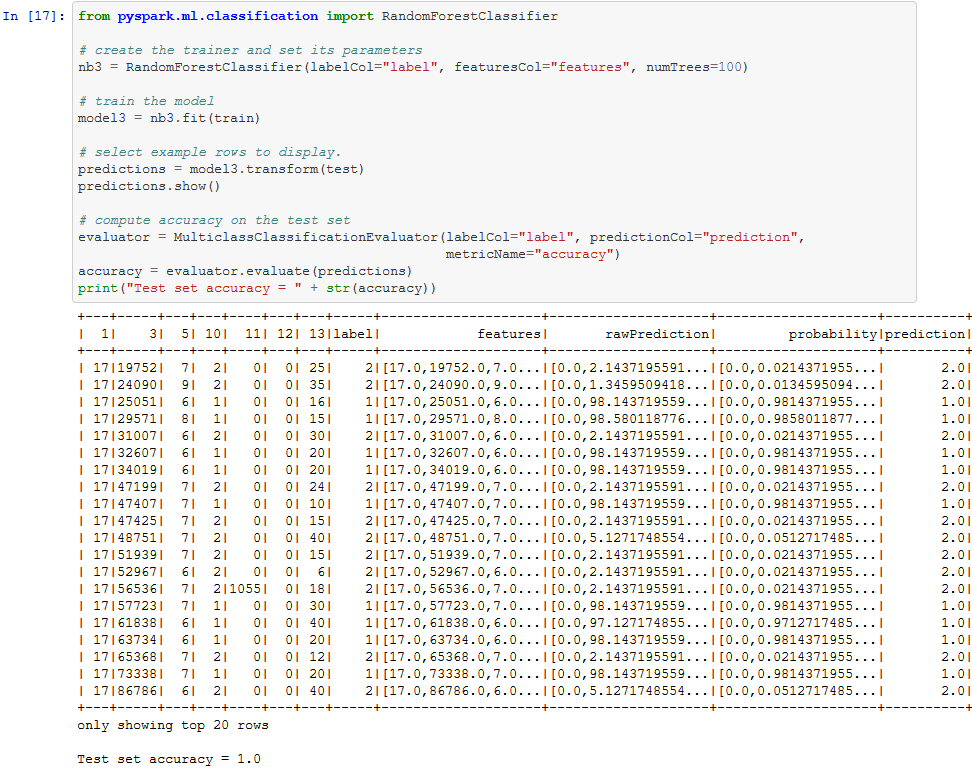 In [17]: from pyspark.ml.classification import RandomForestClassifier
# create the trainer and set its parameters
nb3 = RandomForestClassifier(labelCol="label", featuresCol="features", numTrees=100)
# train the model
model3 = nb3.fit(train)
# select example rows to display.
predictions = model3.transform(test)
predictions.show()
# compute accuracy on the test set
evaluator = MulticlassClassificationEvaluator(labelCol="label", predictionCol="prediction",
metricName="accuracy")
accuracy = evaluator.evaluate(predictions)
print("Test set accuracy = " + str(accuracy))
+---+-----+---+---+----+---+---+-----+--------------------+--------------------+--------------------+----------+
|  1|    3|  5| 10|  11| 12| 13|label|            features|       rawPrediction|         probability|prediction|
+---+-----+---+---+----+---+---+-----+--------------------+--------------------+--------------------+----------+
| 17|19752|  7|  2|   0|  0| 25|    2|[17.0,19752.0,7.0...|[0.0,2.1437195591...|[0.0,0.0214371955...|       2.0|
| 17|24090|  9|  2|   0|  0| 35|    2|[17.0,24090.0,9.0...|[0.0,1.3459509418...|[0.0,0.0134595094...|       2.0|
| 17|25051|  6|  1|   0|  0| 16|    1|[17.0,25051.0,6.0...|[0.0,98.143719559...|[0.0,0.9814371955...|       1.0|
| 17|29571|  8|  1|   0|  0| 15|    1|[17.0,29571.0,8.0...|[0.0,98.580118776...|[0.0,0.9858011877...|       1.0|
| 17|31007|  6|  2|   0|  0| 30|    2|[17.0,31007.0,6.0...|[0.0,2.1437195591...|[0.0,0.0214371955...|       2.0|
| 17|32607|  6|  1|   0|  0| 20|    1|[17.0,32607.0,6.0...|[0.0,98.143719559...|[0.0,0.9814371955...|       1.0|
| 17|34019|  6|  1|   0|  0| 20|    1|[17.0,34019.0,6.0...|[0.0,98.143719559...|[0.0,0.9814371955...|       1.0|
| 17|47199|  7|  2|   0|  0| 24|    2|[17.0,47199.0,7.0...|[0.0,2.1437195591...|[0.0,0.0214371955...|       2.0|
| 17|47407|  7|  1|   0|  0| 10|    1|[17.0,47407.0,7.0...|[0.0,98.143719559...|[0.0,0.9814371955...|       1.0|
| 17|47425|  7|  2|   0|  0| 15|    2|[17.0,47425.0,7.0...|[0.0,2.1437195591...|[0.0,0.0214371955...|       2.0|
| 17|48751|  7|  2|   0|  0| 40|    2|[17.0,48751.0,7.0...|[0.0,5.1271748554...|[0.0,0.0512717485...|       2.0|
| 17|51939|  7|  2|   0|  0| 15|    2|[17.0,51939.0,7.0...|[0.0,2.1437195591...|[0.0,0.0214371955...|       2.0|
| 17|52967|  6|  2|   0|  0|  6|    2|[17.0,52967.0,6.0...|[0.0,2.1437195591...|[0.0,0.0214371955...|       2.0|
| 17|56536|  7|  2|1055|  0| 18|    2|[17.0,56536.0,7.0...|[0.0,2.1437195591...|[0.0,0.0214371955...|       2.0|
| 17|57723|  7|  1|   0|  0| 30|    1|[17.0,57723.0,7.0...|[0.0,98.143719559...|[0.0,0.9814371955...|       1.0|
| 17|61838|  6|  1|   0|  0| 40|    1|[17.0,61838.0,6.0...|[0.0,97.127174855...|[0.0,0.9712717485...|       1.0|
| 17|63734|  6|  1|   0|  0| 20|    1|[17.0,63734.0,6.0...|[0.0,98.143719559...|[0.0,0.9814371955...|       1.0|
| 17|65368|  7|  2|   0|  0| 12|    2|[17.0,65368.0,7.0...|[0.0,2.1437195591...|[0.0,0.0214371955...|       2.0|
| 17|73338|  7|  1|   0|  0| 20|    1|[17.0,73338.0,7.0...|[0.0,98.143719559...|[0.0,0.9814371955...|       1.0|
| 17|86786|  6|  2|   0|  0| 40|    2|[17.0,86786.0,6.0...|[0.0,5.1271748554...|[0.0,0.0512717485...|       2.0|
+---+-----+---+---+----+---+---+-----+--------------------+--------------------+--------------------+----------+
only showing top 20 rows
Test set accuracy = 1.0